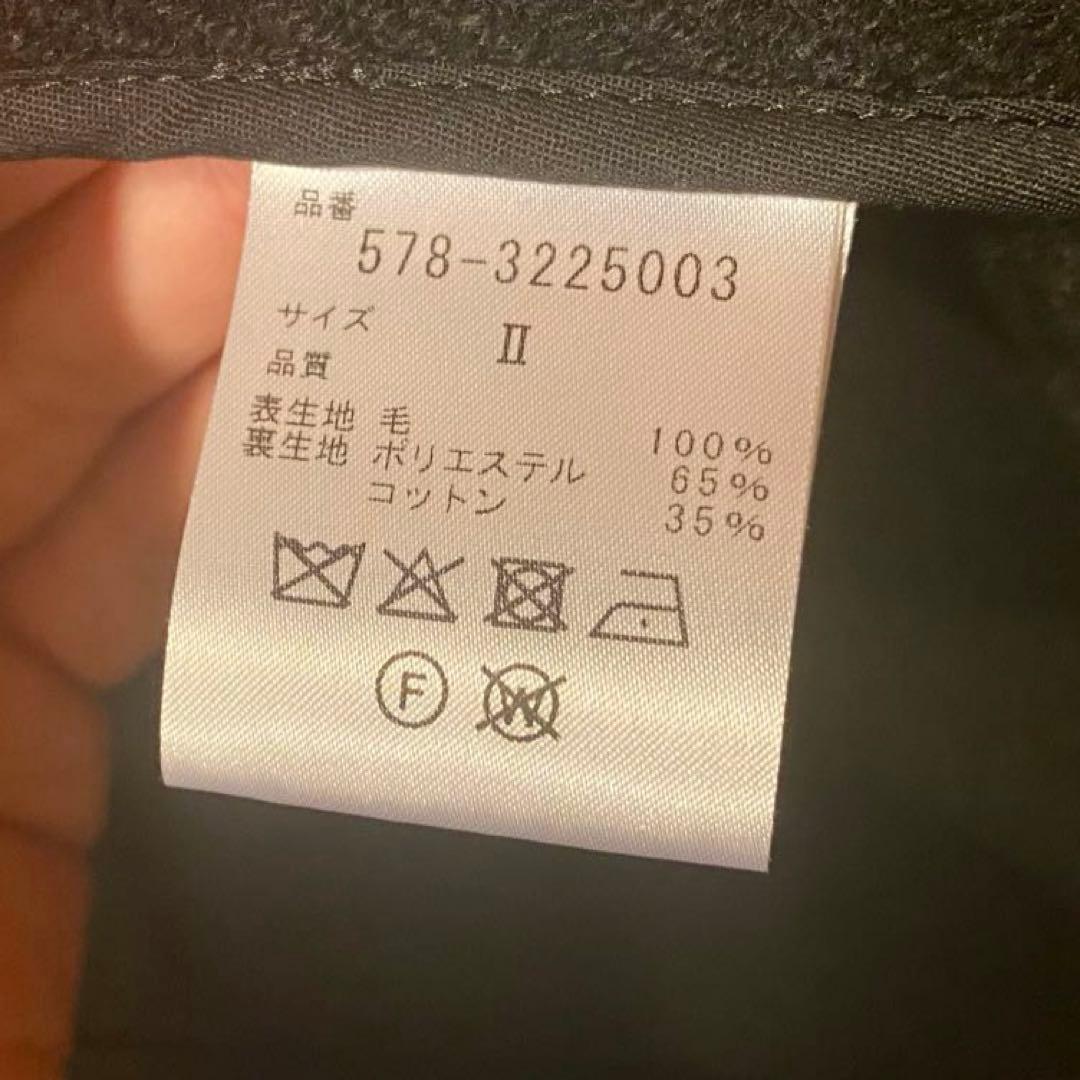 品番
578-3225003
サイズ Ⅱ
品質
表生地 毛 100%
裏生地 ポリエステル 65%
コットン 35%
F W